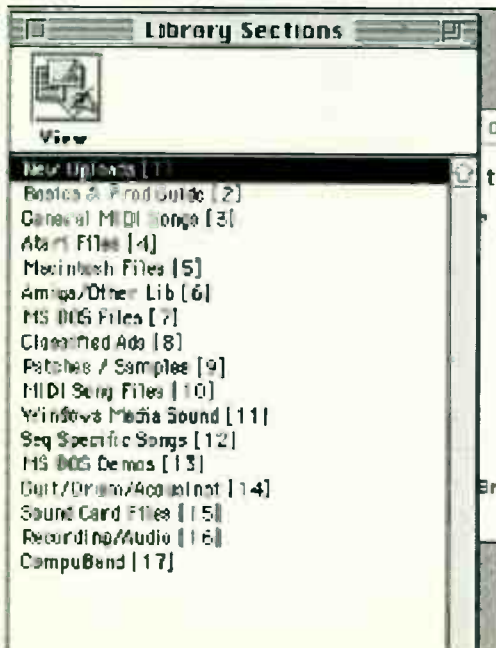 Library Sections
View
New Uploads [1]
Basics & Prod Guide [2]
General MIDI Songs [3]
Atari Files [4]
Macintosh Files [5]
Amiga/Other Lib [6]
MS DOS Files [7]
Classified Ads [8]
Patches / Samples [9]
MIDI Song Files [10]
Windows Media Sound [11]
Seq Specific Songs [12]
MS DOS Demos [13]
Guit/Drum/AcouInst [14]
Sound Card Files [15]
Recording/Audio [16]
CompuBand [17]